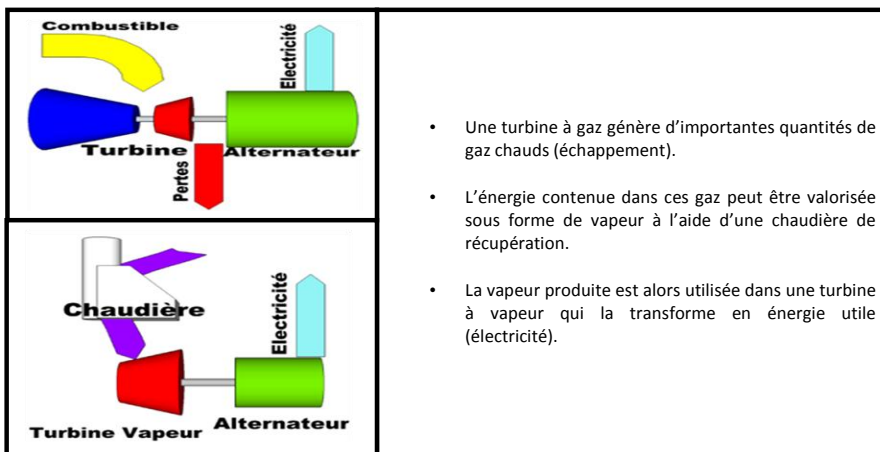 Combustible
Electricité
Turbine Alternateur
Pertes
Chaudière
Electricité
Turbine Vapeur Alternateur
• Une turbine à gaz génère d’importantes quantités de
gaz chauds (échappement).
• L’énergie contenue dans ces gaz peut être valorisée
sous forme de vapeur à l’aide d’une chaudière de
récupération.
• La vapeur produite est alors utilisée dans une turbine
à vapeur qui la transforme en énergie utile
(électricité).